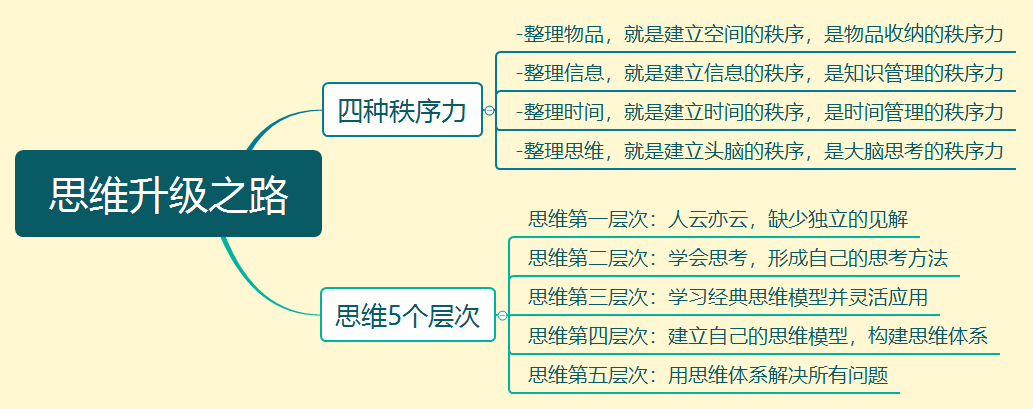 思维升级之路
四种秩序力
-整理物品，就是建立空间的秩序，是物品收纳的秩序力
-整理信息，就是建立信息的秩序，是知识管理的秩序力
-整理时间，就是建立时间的秩序，是时间管理的秩序力
-整理思维，就是建立头脑的秩序，是大脑思考的秩序力
思维5个层次
思维第一层次：人云亦云，缺少独立的见解
思维第二层次：学会思考，形成自己的思考方法
思维第三层次：学习经典思维模型并灵活应用
思维第四层次：建立自己的思维模型，构建思维体系
思维第五层次：用思维体系解决所有问题